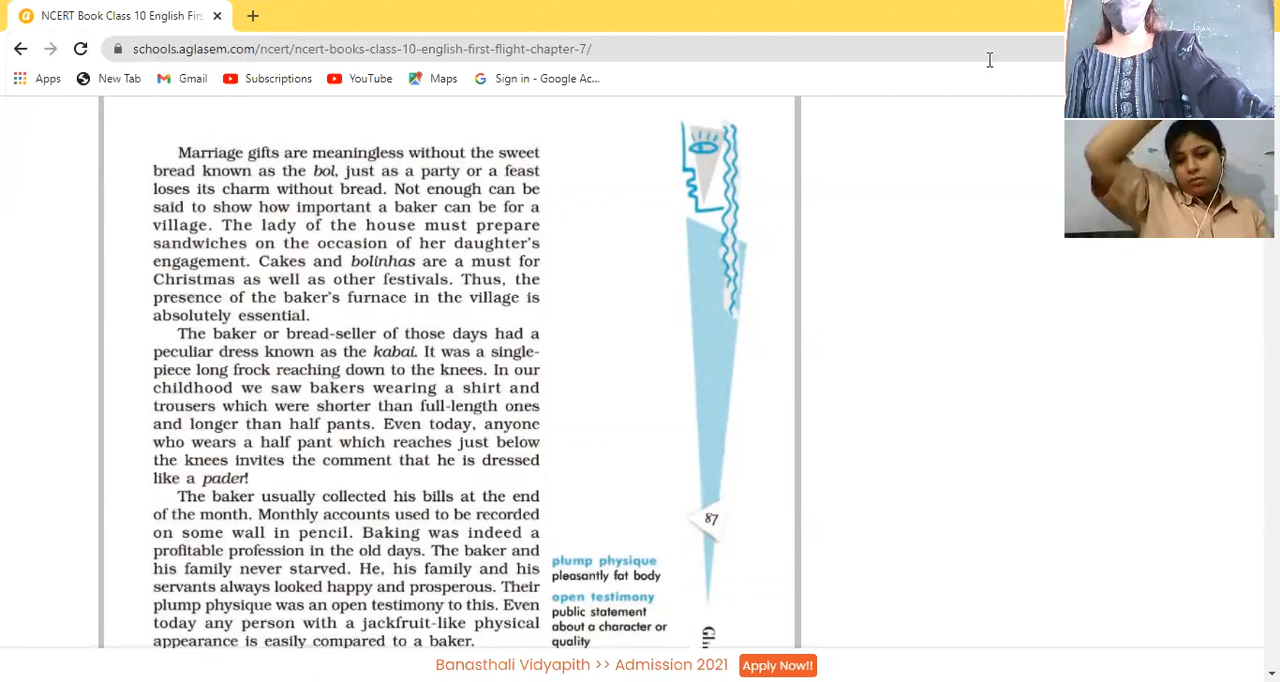 NCERT Book Class 10 English Firs
schools.aglasem.com/ncert/ncert-books-class-10-english-first-flight-chapter-7/
Apps New Tab Gmail Subscriptions YouTube Maps Sign in - Google Ac...
Marriage gifts are meaningless without the sweet
bread known as the bol, just as a party or a feast
loses its charm without bread. Not enough can be
said to show how important a baker can be for a
village. The lady of the house must prepare
sandwiches on the occasion of her daughter's
engagement. Cakes and bolinhas are a must for
Christmas as well as other festivals. Thus, the
presence of the baker's furnace in the village is
absolutely essential.
The baker or bread-seller of those days had a
peculiar dress known as the kabai. It was a single-
piece long frock reaching down to the knees. In our
childhood we saw bakers wearing a shirt and
trousers which were shorter than full-length ones
and longer than half pants. Even today, anyone
who wears a half pant which reaches just below
the knees invites the comment that he is dressed
like a pader!
The baker usually collected his bills at the end
of the month. Monthly accounts used to be recorded
on some wall in pencil. Baking was indeed a
profitable profession in the old days. The baker and
his family never starved. He, his family and his
servants always looked happy and prosperous. Their
plump physique was an open testimony to this. Even
today any person with a jackfruit-like physical
appearance is easily compared to a baker.
87
plump physique
pleasantly fat body
open testimony
public statement
about a character or
quality
Banasthali Vidyapith >> Admission 2021 Apply Now!!